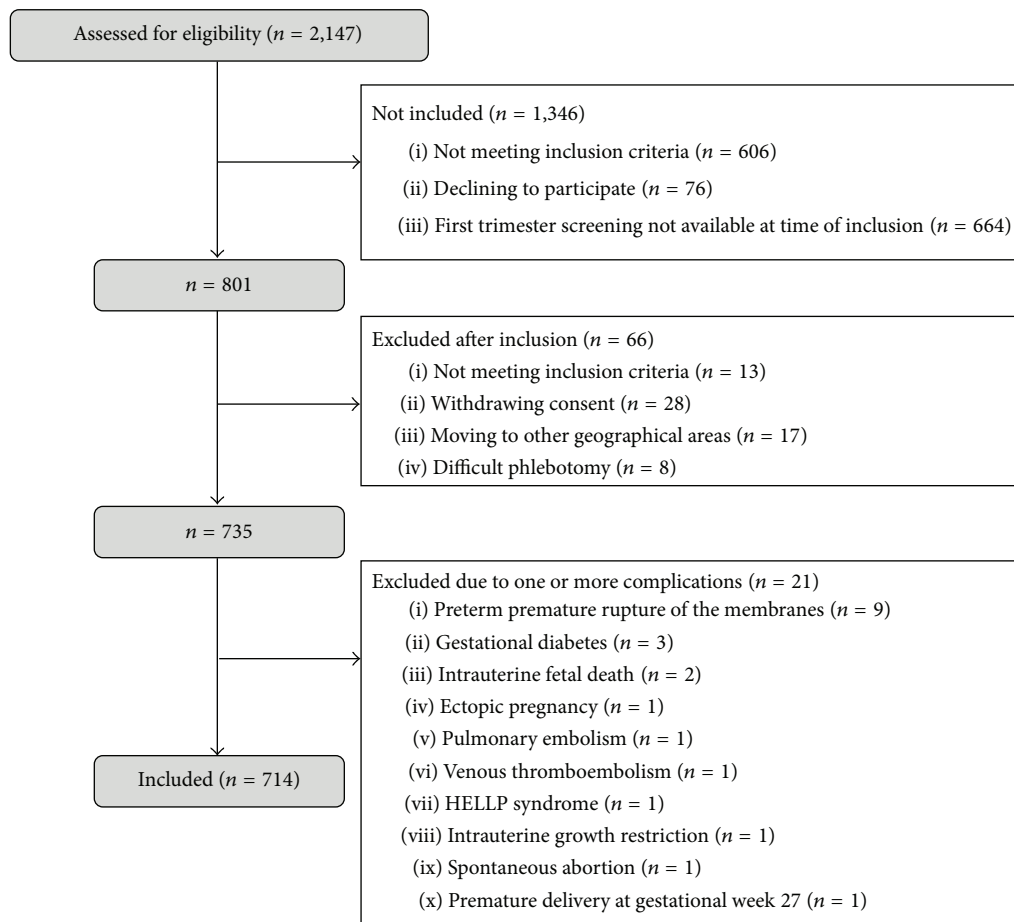 Assessed for eligibility (n = 2,147)
Not included (n = 1,346)
(i) Not meeting inclusion criteria (n = 606)
(ii) Declining to participate (n = 76)
(iii) First trimester screening not available at time of inclusion (n = 664)
n = 801
Excluded after inclusion (n = 66)
(i) Not meeting inclusion criteria (n = 13)
(ii) Withdrawing consent (n = 28)
(iii) Moving to other geographical areas (n = 17)
(iv) Difficult phlebotomy (n = 8)
n = 735
Excluded due to one or more complications (n = 21)
(i) Preterm premature rupture of the membranes (n = 9)
(ii) Gestational diabetes (n = 3)
(iii) Intrauterine fetal death (n = 2)
(iv) Ectopic pregnancy (n = 1)
(v) Pulmonary embolism (n = 1)
(vi) Venous thromboembolism (n = 1)
(vii) HELLP syndrome (n = 1)
(viii) Intrauterine growth restriction (n = 1)
(ix) Spontaneous abortion (n = 1)
(x) Premature delivery at gestational week 27 (n = 1)
Included (n = 714)